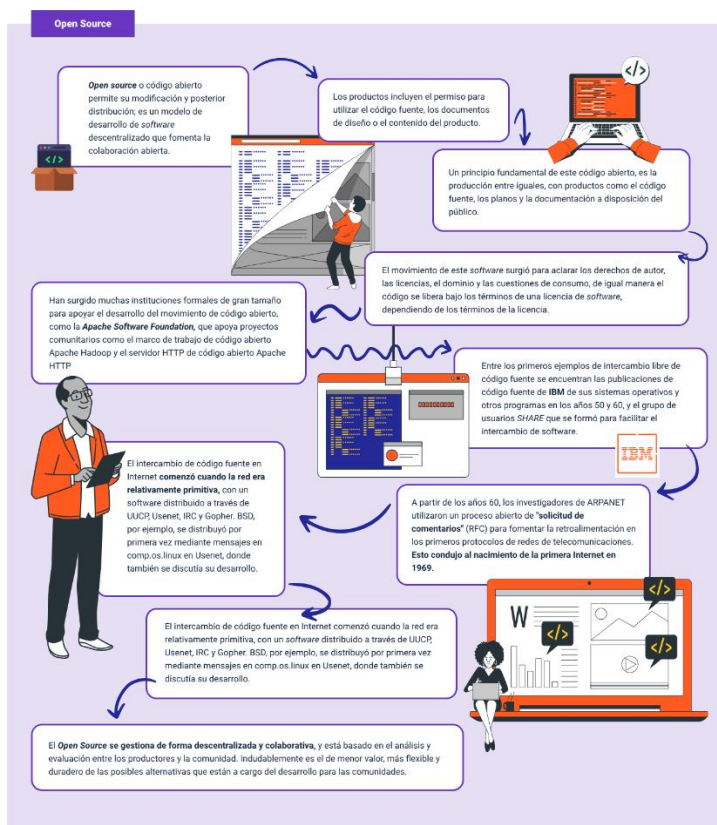 Open Source
Open source o código abierto
permite su modificación y posterior
distribución; es un modelo de
desarrollo de software
descentralizado que fomenta la
colaboración abierta.
Los productos incluyen el permiso para
utilizar el código fuente, los documentos
de diseño o el contenido del producto.
Un principio fundamental de este código abierto, es la
producción entre iguales, con productos como el código
fuente, los planos y la documentación a disposición del
público.
El movimiento de este software surgió para aclarar los derechos de autor,
las licencias, el dominio y las cuestiones de consumo, de igual manera el
código se libera bajo los términos de una licencia de software,
dependiendo de los términos de la licencia.
Han surgido muchas instituciones formales de gran tamaño
para apoyar el desarrollo del movimiento de código abierto,
como la Apache Software Foundation, que apoya proyectos
comunitarios como el marco de trabajo de código abierto
Apache Hadoop y el servidor HTTP de código abierto Apache
HTTP
Entre los primeros ejemplos de intercambio libre de
código fuente se encuentran las publicaciones de
código fuente de IBM de sus sistemas operativos y
otros programas en los años 50 y 60, y el grupo de
usuarios SHARE que se formó para facilitar el
intercambio de software.
IBM
A partir de los años 60, los investigadores de ARPANET
utilizaron un proceso abierto de "solicitud de
comentarios" (RFC) para fomentar la retroalimentación en
los primeros protocolos de redes de telecomunicaciones.
Esto condujo al nacimiento de la primera Internet en
1969.
El intercambio de código fuente en
Internet comenzó cuando la red era
relativamente primitiva, con un
software distribuido a través de
UUCP, Usenet, IRC y Gopher. BSD,
por ejemplo, se distribuyó por
primera vez mediante mensajes en
comp.os.linux en Usenet, donde
también se discutía su desarrollo.
El intercambio de código fuente en Internet comenzó cuando la red era
relativamente primitiva, con un software distribuido a través de UUCP,
Usenet, IRC y Gopher. BSD, por ejemplo, se distribuyó por primera vez
mediante mensajes en comp.os.linux en Usenet, donde también se
discutía su desarrollo.
W
</>
</>
</>
</>
</>
El Open Source se gestiona de forma descentralizada y colaborativa, y está basado en el análisis y
evaluación entre los productores y la comunidad. Indudablemente es el de menor valor, más flexible y
duradero de las posibles alternativas que están a cargo del desarrollo para las comunidades.